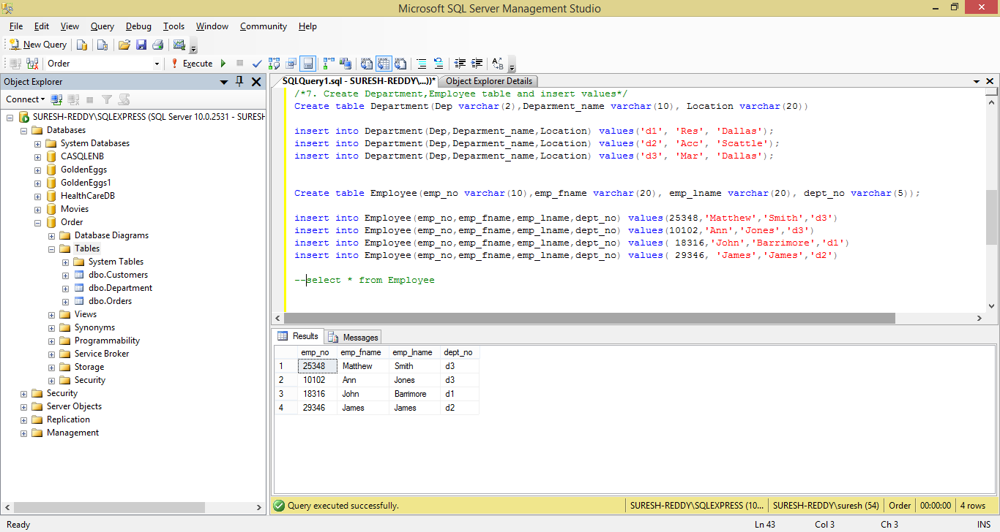 Microsoft SQL Server Management Studio
File Edit View Query Debug Tools Window Community Help
New Query
Order Execute
Object Explorer
Connect
SURESH-REDDY\SQLEXPRESS (SQL Server 10.0.2531 - SURESH
Databases
System Databases
CASQLENB
GoldenEggs
GoldenEggs1
HealthCareDB
Movies
Order
Database Diagrams
Tables
System Tables
dbo.Customers
dbo.Department
dbo.Orders
Views
Synonyms
Programmability
Service Broker
Storage
Security
Security
Server Objects
Replication
Management
SQLQuery1.sql - SURESH-REDDY\...))* Object Explorer Details
/*7. Create Department,Employee table and insert values*/
Create table Department(Dep varchar(2),Deparment_name varchar(10), Location varchar(20))
insert into Department(Dep,Deparment_name,Location) values('d1', 'Res', 'Dallas');
insert into Department(Dep,Deparment_name,Location) values('d2', 'Acc', 'Scattle');
insert into Department(Dep,Deparment_name,Location) values('d3', 'Mar', 'Dallas');
Create table Employee(emp_no varchar(10),emp_fname varchar(20), emp_lname varchar(20), dept_no varchar(5));
insert into Employee(emp_no,emp_fname,emp_lname,dept_no) values(25348,'Matthew','Smith','d3')
insert into Employee(emp_no,emp_fname,emp_lname,dept_no) values(10102,'Ann','Jones','d3')
insert into Employee(emp_no,emp_fname,emp_lname,dept_no) values( 18316,'John','Barrimore','d1')
insert into Employee(emp_no,emp_fname,emp_lname,dept_no) values( 29346, 'James','James','d2')
--select * from Employee
Results Messages
emp_no emp_fname emp_lname dept_no
1 25348 Matthew Smith d3
2 10102 Ann Jones d3
3 18316 John Barrimore d1
4 29346 James James d2
Query executed successfully. SURESH-REDDY\SQLEXPRESS (10... SURESH-REDDY\suresh (54) Order 00:00:00 4 rows
Ready Ln 43 Col 3 Ch 3 INS